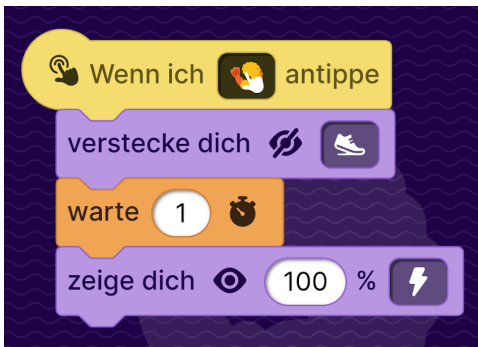 Wenn ich antippe
verstecke dich
warte 1
zeige dich 100 %